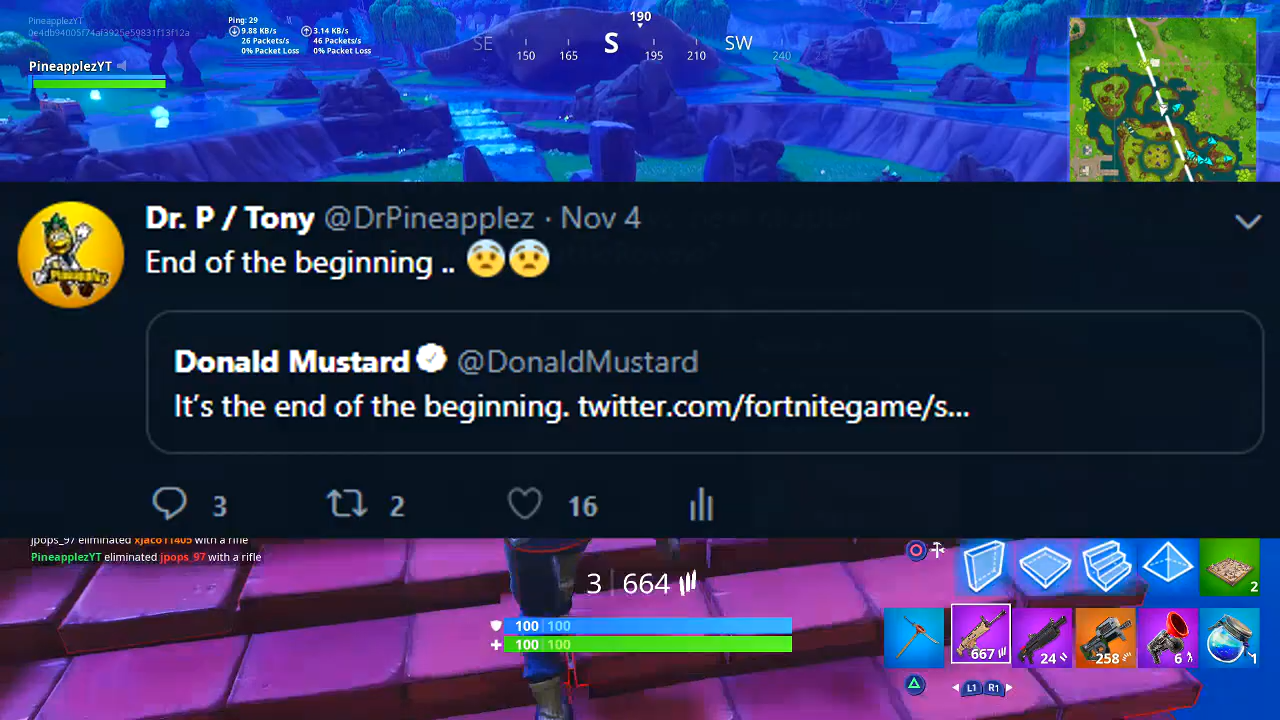 PineapplezYT
0e4db94005f74af3925e59831f13f12a
Ping: 29
9.88 KB/s 3.14 KB/s
26 Packets/s 46 Packets/s
0% Packet Loss 0% Packet Loss
190
SE 150 165 S 195 210 SW 240
PineapplezYT
Dr. P / Tony @DrPineapplez · Nov 4
End of the beginning .. 😨😨
Donald Mustard @DonaldMustard
It's the end of the beginning. twitter.com/fortnitegame/s...
3 2 16
jpops_97 eliminated xjaco11405 with a rifle
PineapplezYT eliminated jpops_97 with a rifle
3 | 664
100 | 100
100 | 100
2
667 24 258 6 1
L1 R1